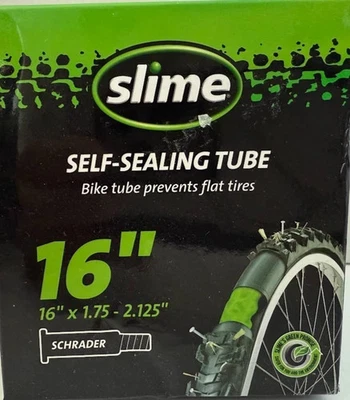 slime
SELF-SEALING TUBE
Bike tube prevents flat tires
16"
16" x 1.75 - 2.125"
SCHRADER